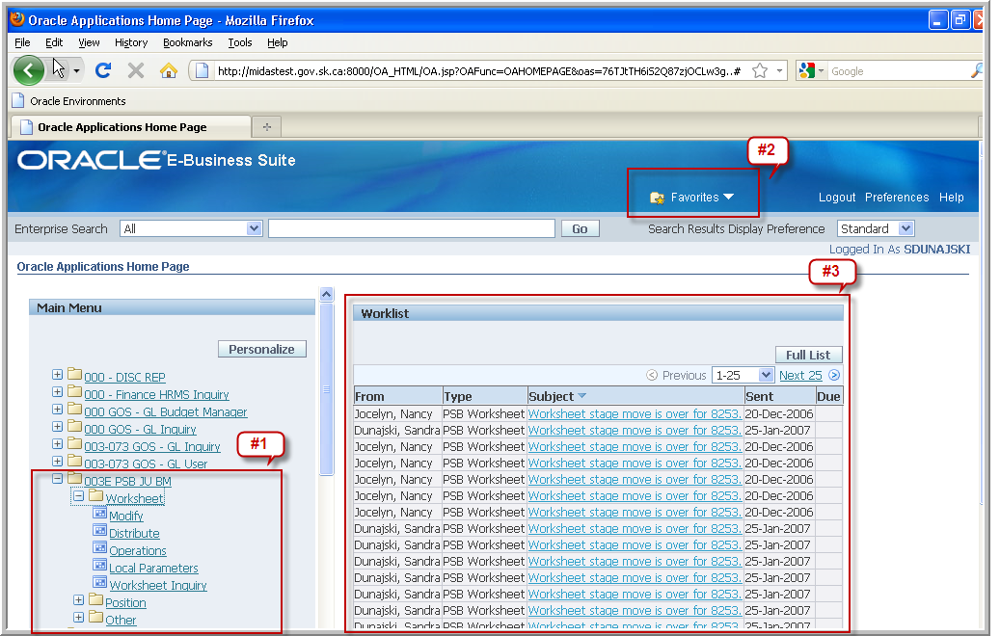 Oracle Applications Home Page - Mozilla Firefox
File Edit View History Bookmarks Tools Help
http://midastest.gov.sk.ca:8000/OA_HTML/OA.jsp?OAFunc=OAHOMEPAGE&oas=76TJtTH6iS2Q87zjOCLw3g..# Google
Oracle Environments
Oracle Applications Home Page
ORACLE® E-Business Suite
#2
Favorites
Logout Preferences Help
Enterprise Search All Go Search Results Display Preference Standard
Logged In As SDUNAJSKI
Oracle Applications Home Page
#3
Main Menu
Personalize
000 - DISC REP
000 - Finance HRMS Inquiry
000 GOS - GL Budget Manager
000 GOS - GL Inquiry
003-073 GOS - GL Inquiry
003-073 GOS - GL User
#1
003E PSB JU BM
Worksheet
Modify
Distribute
Operations
Local Parameters
Worksheet Inquiry
Position
Other
Worklist
Full List
Previous 1-25 Next 25
From Type Subject Sent Due
Jocelyn, Nancy PSB Worksheet Worksheet stage move is over for 8253. 20-Dec-2006
Dunajski, Sandra PSB Worksheet Worksheet stage move is over for 8253. 25-Jan-2007
Jocelyn, Nancy PSB Worksheet Worksheet stage move is over for 8253. 20-Dec-2006
Jocelyn, Nancy PSB Worksheet Worksheet stage move is over for 8253. 20-Dec-2006
Jocelyn, Nancy PSB Worksheet Worksheet stage move is over for 8253. 20-Dec-2006
Jocelyn, Nancy PSB Worksheet Worksheet stage move is over for 8253. 20-Dec-2006
Jocelyn, Nancy PSB Worksheet Worksheet stage move is over for 8253. 20-Dec-2006
Dunajski, Sandra PSB Worksheet Worksheet stage move is over for 8253. 25-Jan-2007
Dunajski, Sandra PSB Worksheet Worksheet stage move is over for 8253. 25-Jan-2007
Dunajski, Sandra PSB Worksheet Worksheet stage move is over for 8253. 25-Jan-2007
Dunajski, Sandra PSB Worksheet Worksheet stage move is over for 8253. 25-Jan-2007
Dunajski, Sandra PSB Worksheet Worksheet stage move is over for 8253. 25-Jan-2007
Dunajski, Sandra PSB Worksheet Worksheet stage move is over for 8253. 25-Jan-2007
Dunajski, Sandra PSB Worksheet Worksheet stage move is over for 8253. 25-Jan-2007